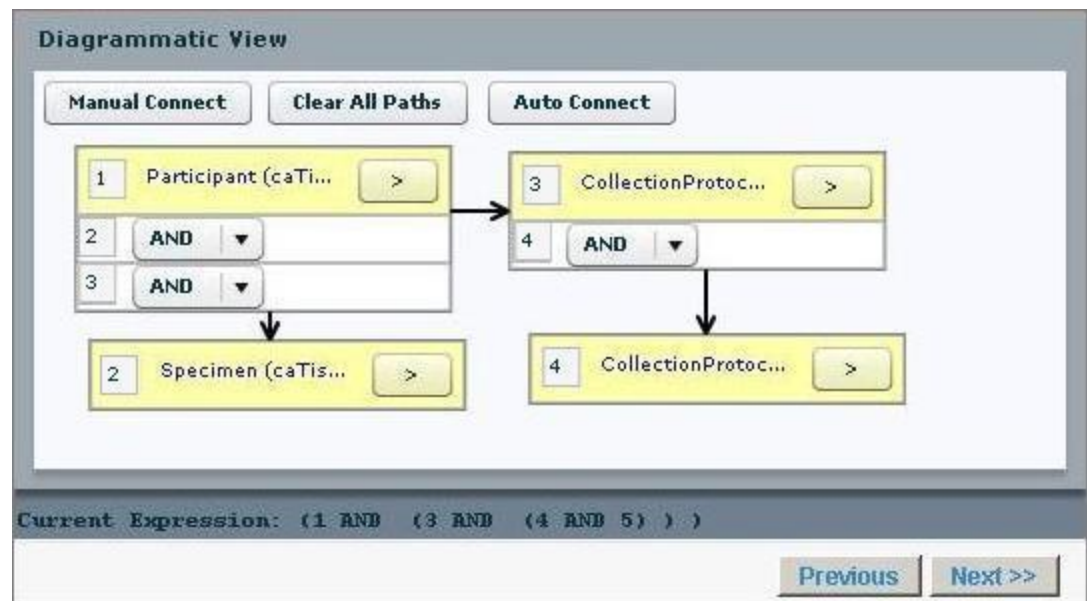 Diagrammatic View
Manual Connect Clear All Paths Auto Connect
1 Participant (caTi... >
2 AND
3 AND
3 CollectionProtoc... >
4 AND
2 Specimen (caTis... >
4 CollectionProtoc... >
Current Expression: (1 AND (3 AND (4 AND 5) ) )
Previous Next >>